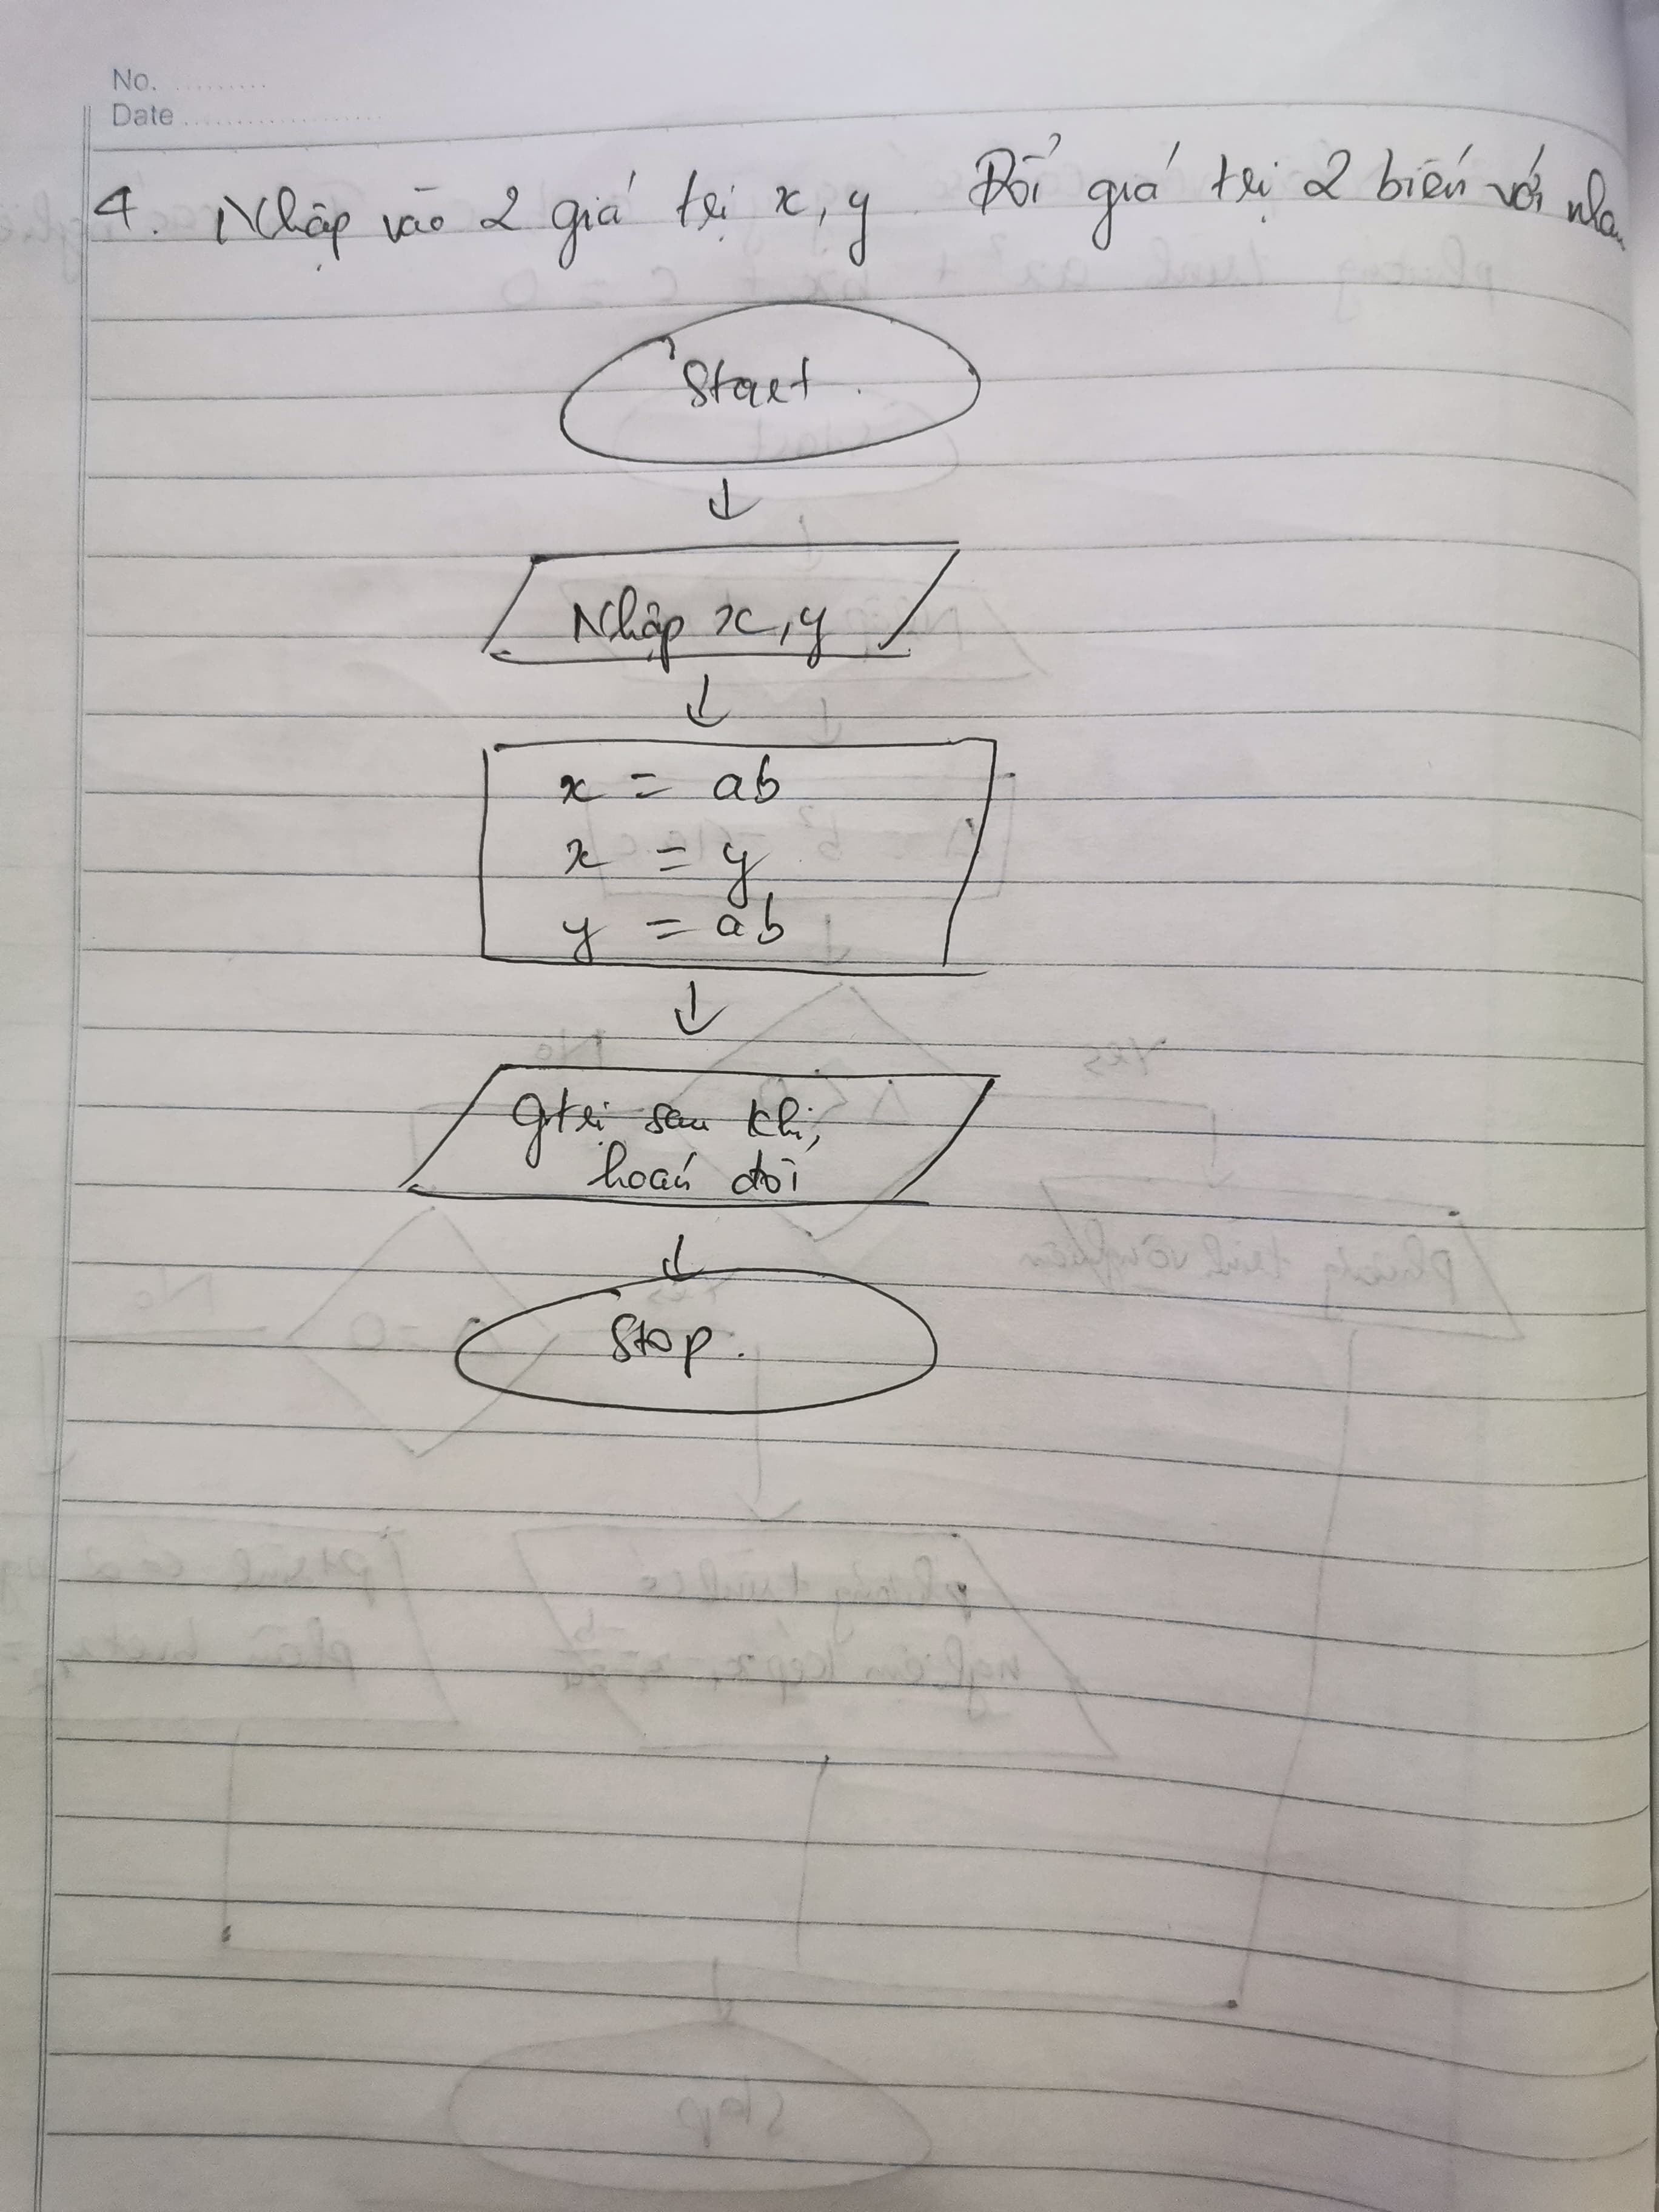 No. .........
Date ....................
4. Nhập vào 2 giá trị x, y. Đổi giá trị 2 biến với nhau
Start.
Nhập x, y
x = ab
x = y
y = ab
Gtrị sau khi
hoán đổi
Stop.